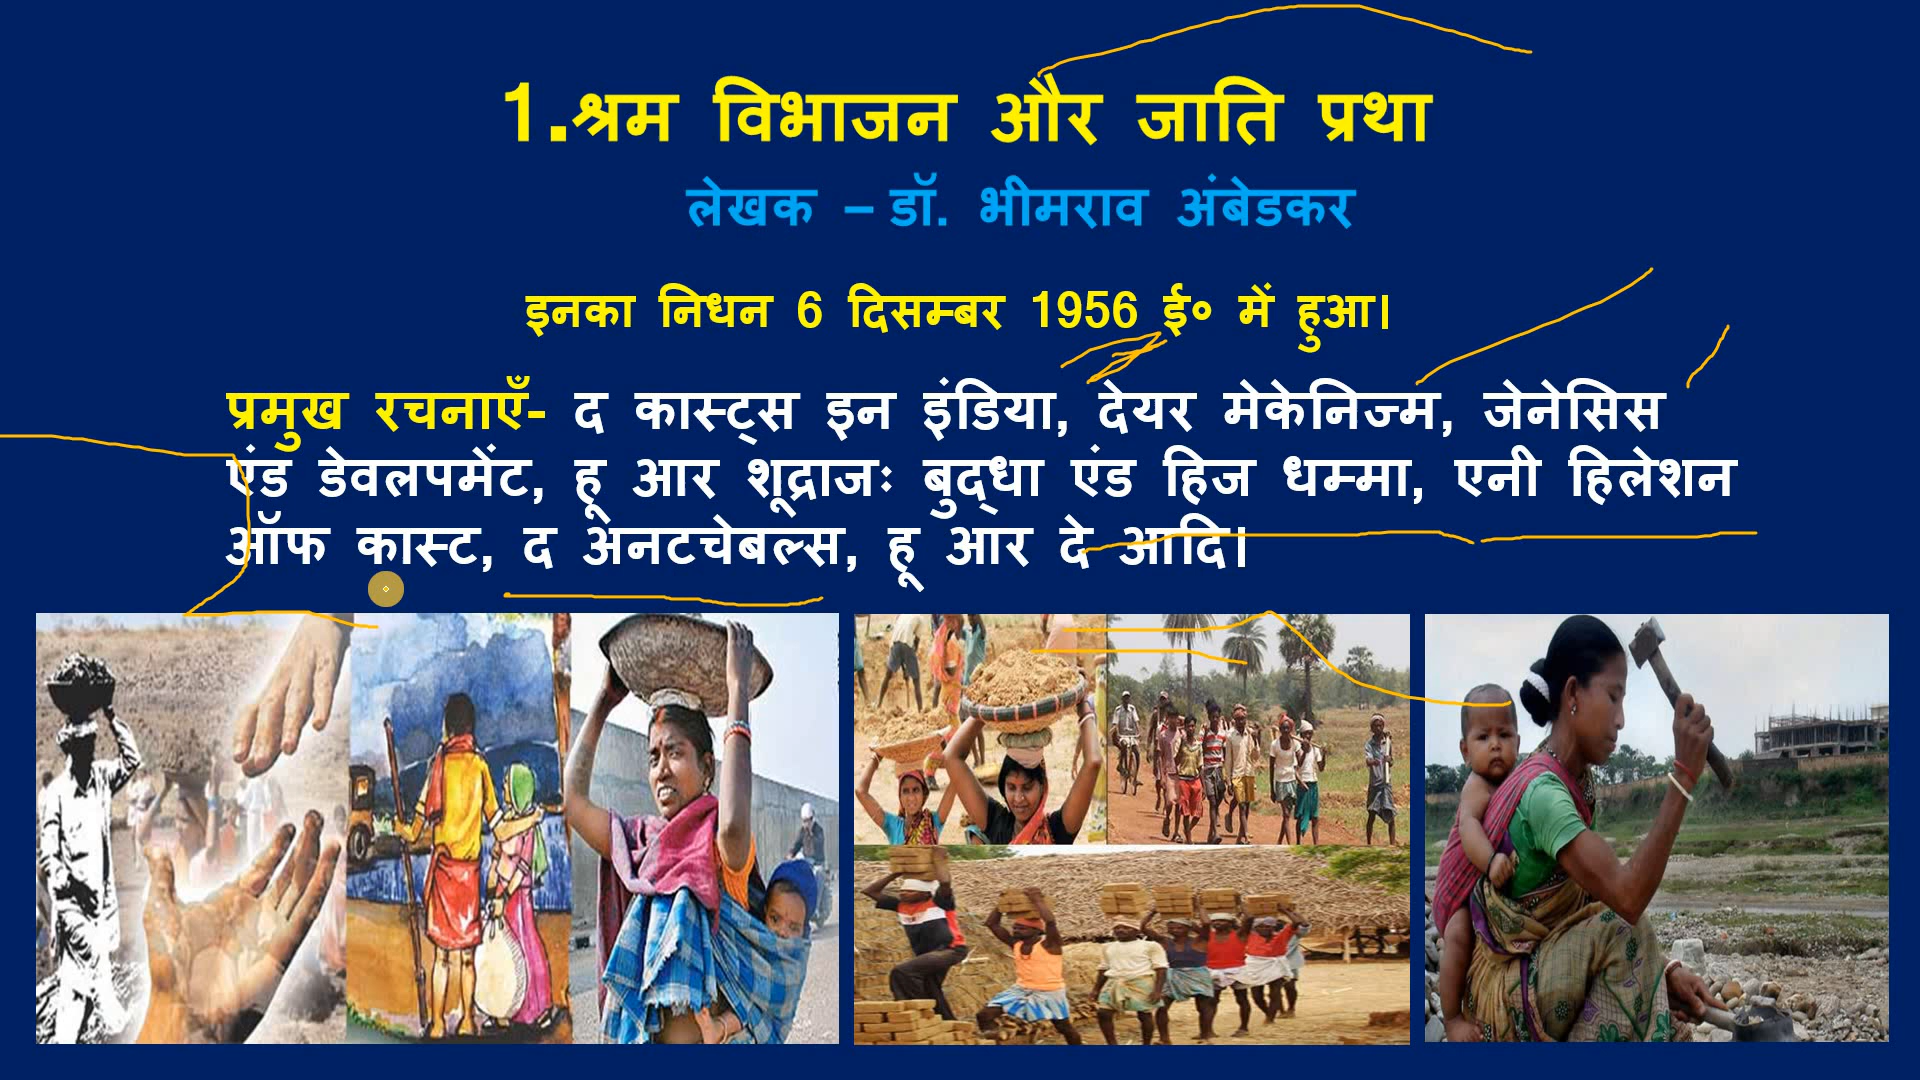 1.श्रम विभाजन और जाति प्रथा
लेखक – डॉ. भीमराव अंबेडकर
इनका निधन 6 दिसम्बर 1956 ई० में हुआ।
प्रमुख रचनाएँ- द कास्ट्स इन इंडिया, देयर मेकेनिज्म, जेनेसिस
एंड डेवलपमेंट, हू आर शूद्राजः बुद्धा एंड हिज धम्मा, एनी हिलेशन
ऑफ कास्ट, द अनटचेबल्स, हू आर दे आदि।